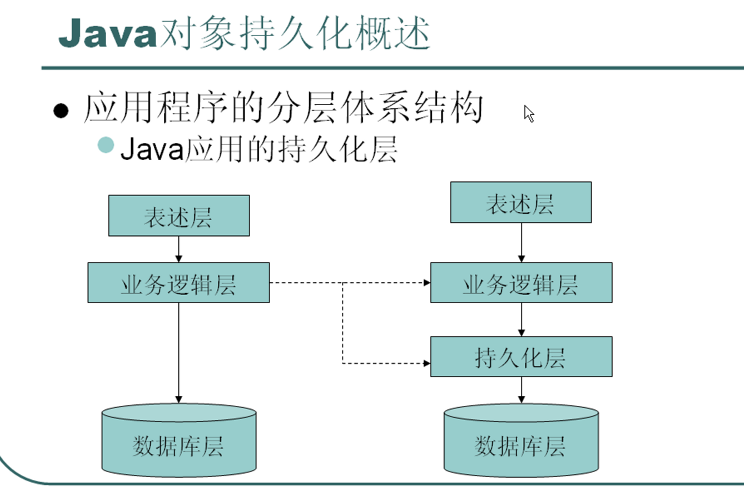 Java对象持久化概述
应用程序的分层体系结构
Java应用的持久化层
表述层
业务逻辑层
数据库层
表述层
业务逻辑层
持久化层
数据库层